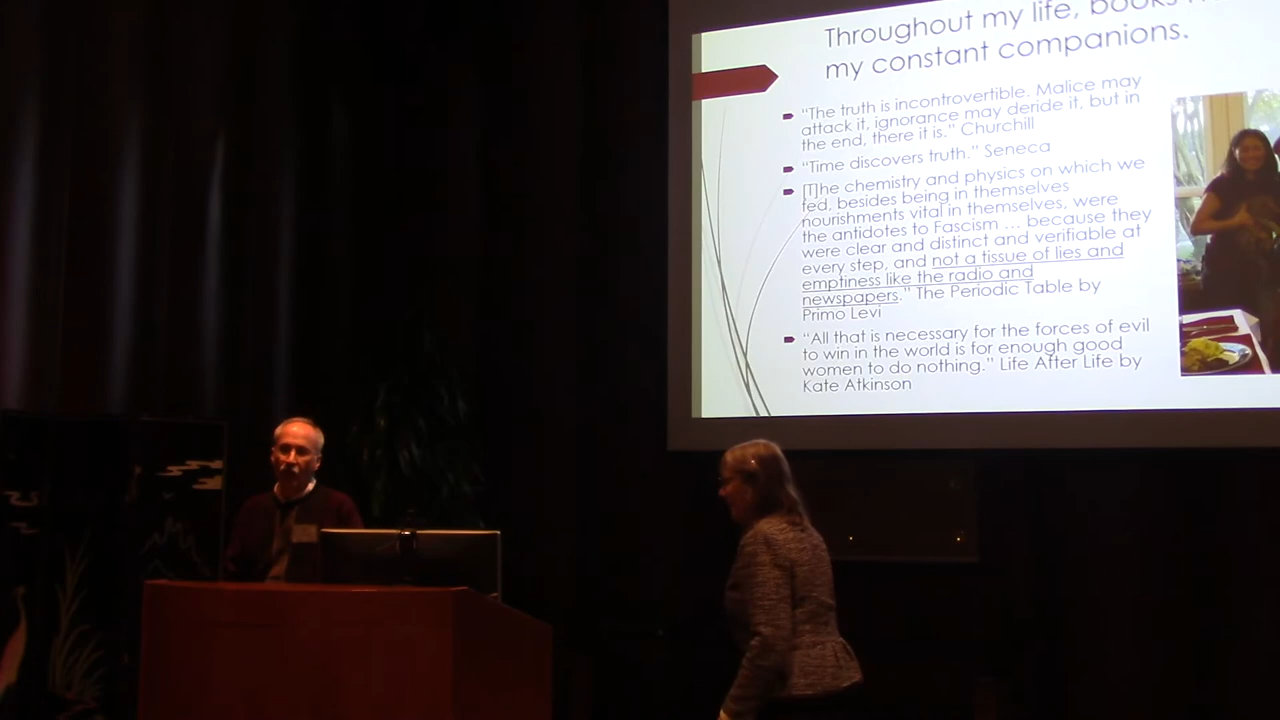 Throughout my life, books
my constant companions.
“The truth is incontrovertible. Malice may
attack it, ignorance may deride it, but in
the end, there it is.” Churchill
“Time discovers truth.” Seneca
[T]he chemistry and physics on which we
fed, besides being in themselves
nourishments vital in themselves, were
the antidotes to Fascism … because they
were clear and distinct and verifiable at
every step, and not a tissue of lies and
emptiness like the radio and
newspapers.” The Periodic Table by
Primo Levi
“All that is necessary for the forces of evil
to win in the world is for enough good
women to do nothing.” Life After Life by
Kate Atkinson